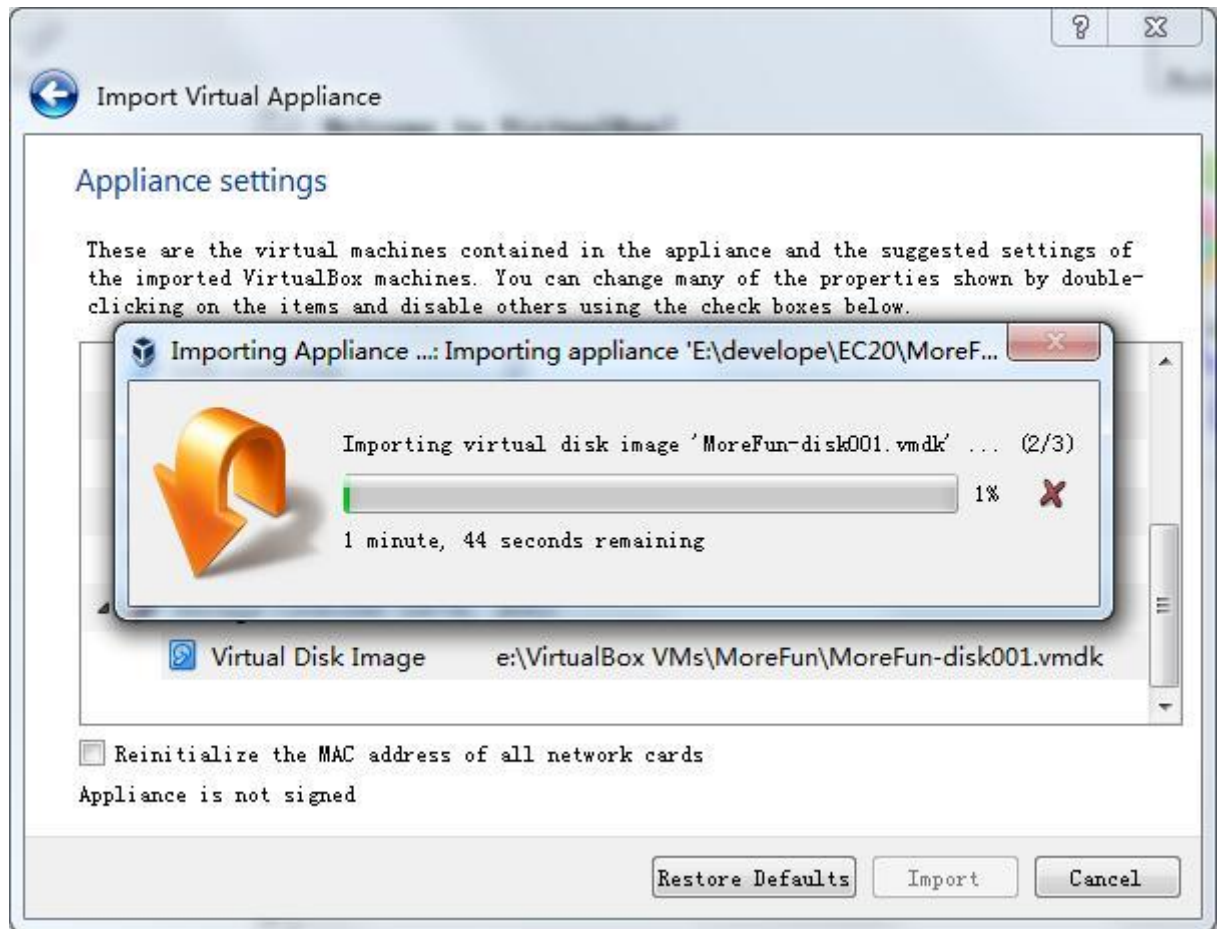 Import Virtual Appliance
Appliance settings
These are the virtual machines contained in the appliance and the suggested settings of
the imported VirtualBox machines. You can change many of the properties shown by double-
clicking on the items and disable others using the check boxes below.
Importing Appliance ...: Importing appliance 'E:\develope\EC20\MoreF...
Importing virtual disk image 'MoreFun-disk001.vmdk' ... (2/3)
1%
1 minute, 44 seconds remaining
Virtual Disk Image e:\VirtualBox VMs\MoreFun\MoreFun-disk001.vmdk
Reinitialize the MAC address of all network cards
Appliance is not signed
Restore Defaults Import Cancel